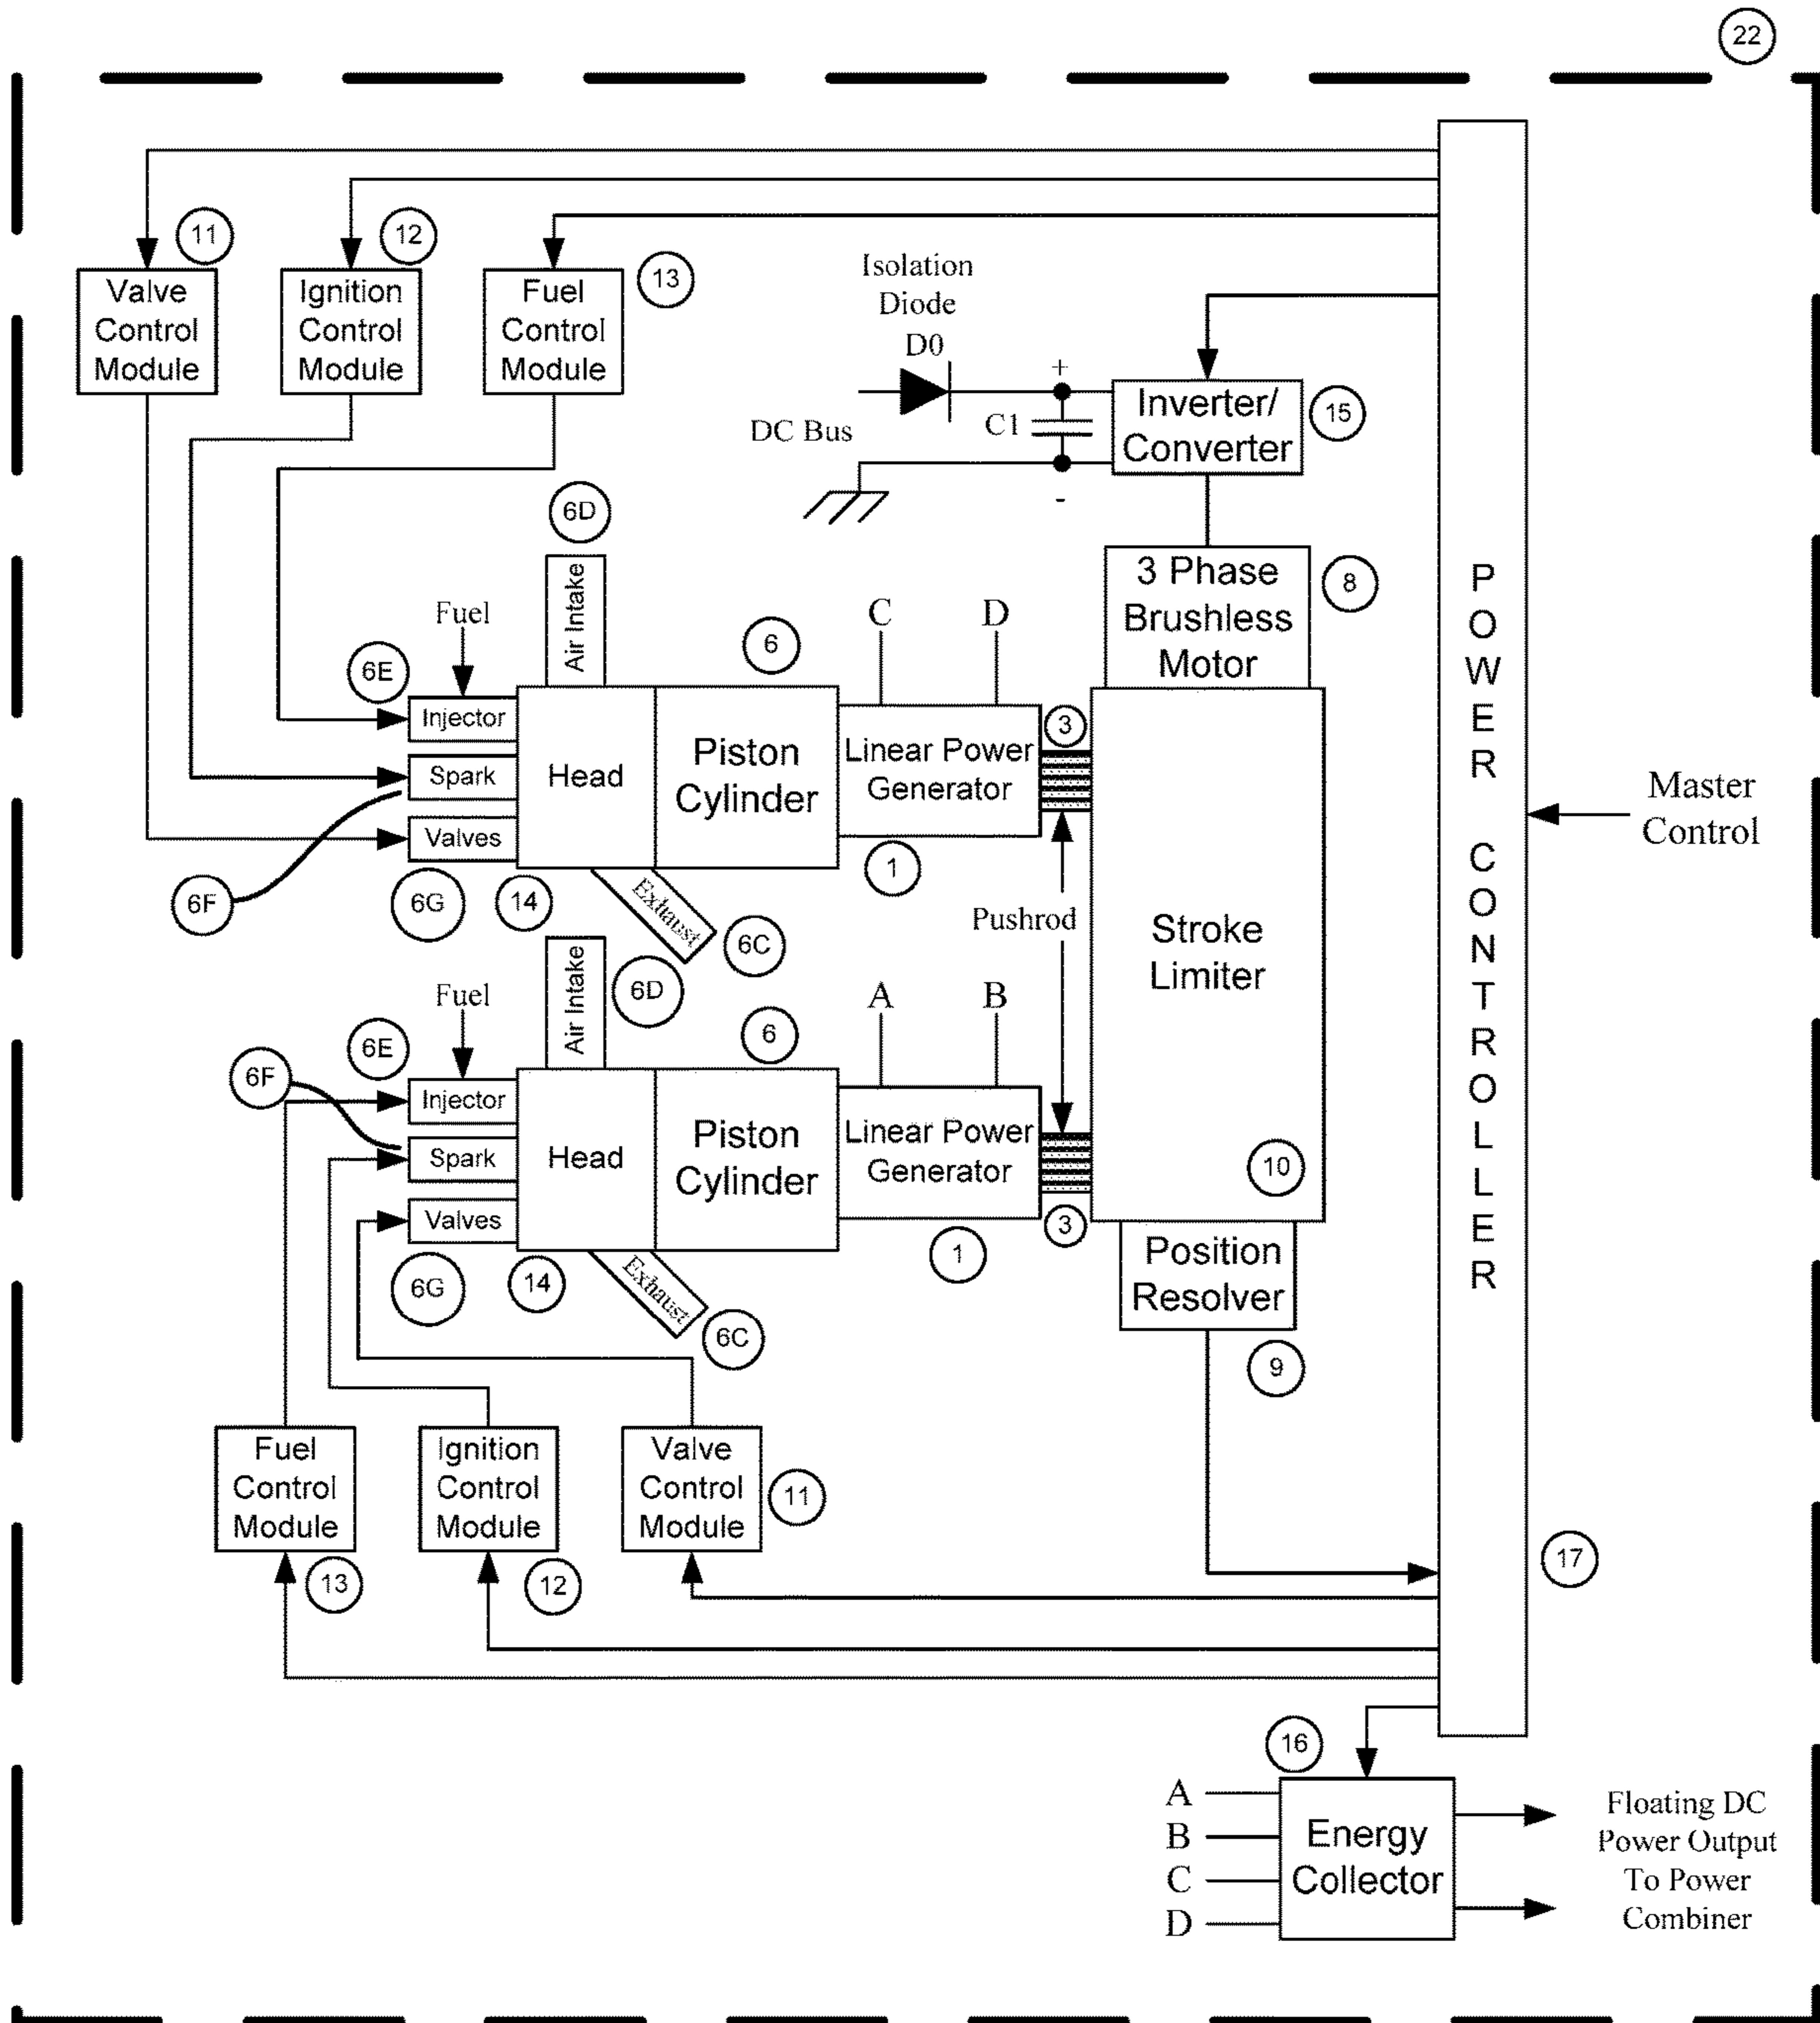 22
11
12
13
Valve
Control
Module
Ignition
Control
Module
Fuel
Control
Module
Isolation
Diode
D0
+
C1
DC Bus
-
Inverter/
Converter
15
6D
Air Intake
Fuel
6E
6
C
D
3 Phase
Brushless
Motor
8
Injector
Spark
Valves
Head
Piston
Cylinder
Linear Power
Generator
3
1
6F
6G
14
Exhaust
6C
Pushrod
Stroke
Limiter
10
POWER CONTROLLER
Master
Control
6D
Air Intake
Fuel
6E
6F
6
A
B
Injector
Spark
Valves
Head
Piston
Cylinder
Linear Power
Generator
3
1
6G
14
Exhaust
6C
Position
Resolver
9
Fuel
Control
Module
Ignition
Control
Module
Valve
Control
Module
11
13
12
17
16
A
B
C
D
Energy
Collector
Floating DC
Power Output
To Power
Combiner